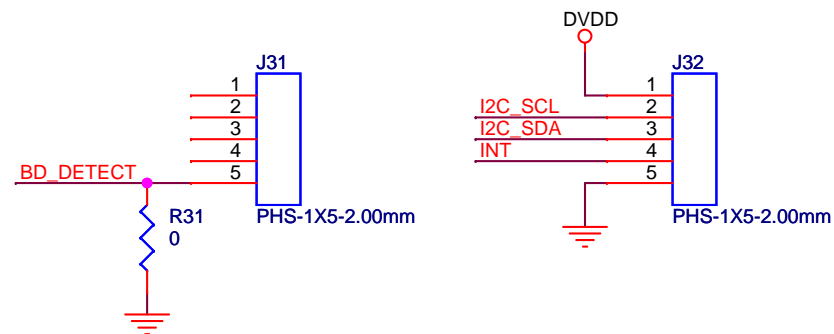 J31
1
2
3
4
5
BD_DETECT
R31
0
PHS-1X5-2.00mm
DVDD
J32
1
I2C_SCL
2
I2C_SDA
3
INT
4
5
PHS-1X5-2.00mm